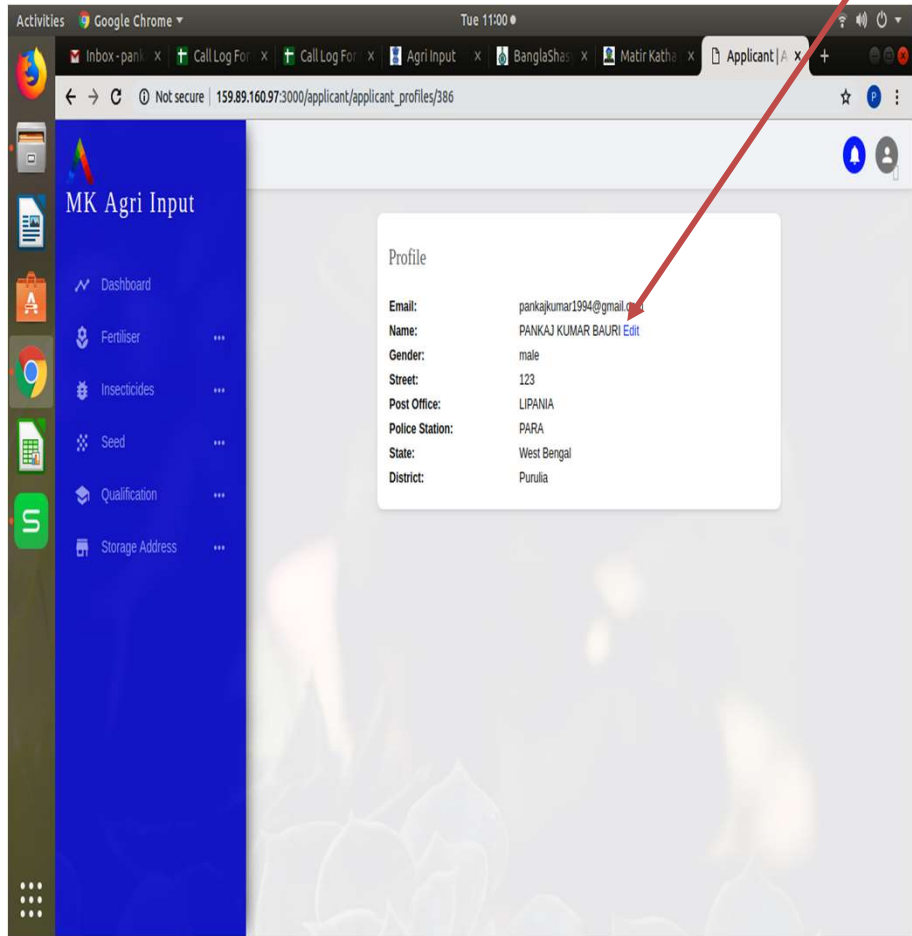 Activities Google Chrome Tue 11:00
Inbox - pank Call Log For Call Log For Agri Input BanglaShas Matir Katha Applicant | A
Not secure 159.89.160.97:3000/applicant/applicant_profiles/386 P
MK Agri Input
Dashboard
Fertiliser
Insecticides
Seed
Qualification
Storage Address
Profile
Email: pankajkumar1994@gmail.com
Name: PANKAJ KUMAR BAURI Edit
Gender: male
Street: 123
Post Office: LIPANIA
Police Station: PARA
State: West Bengal
District: Purulia